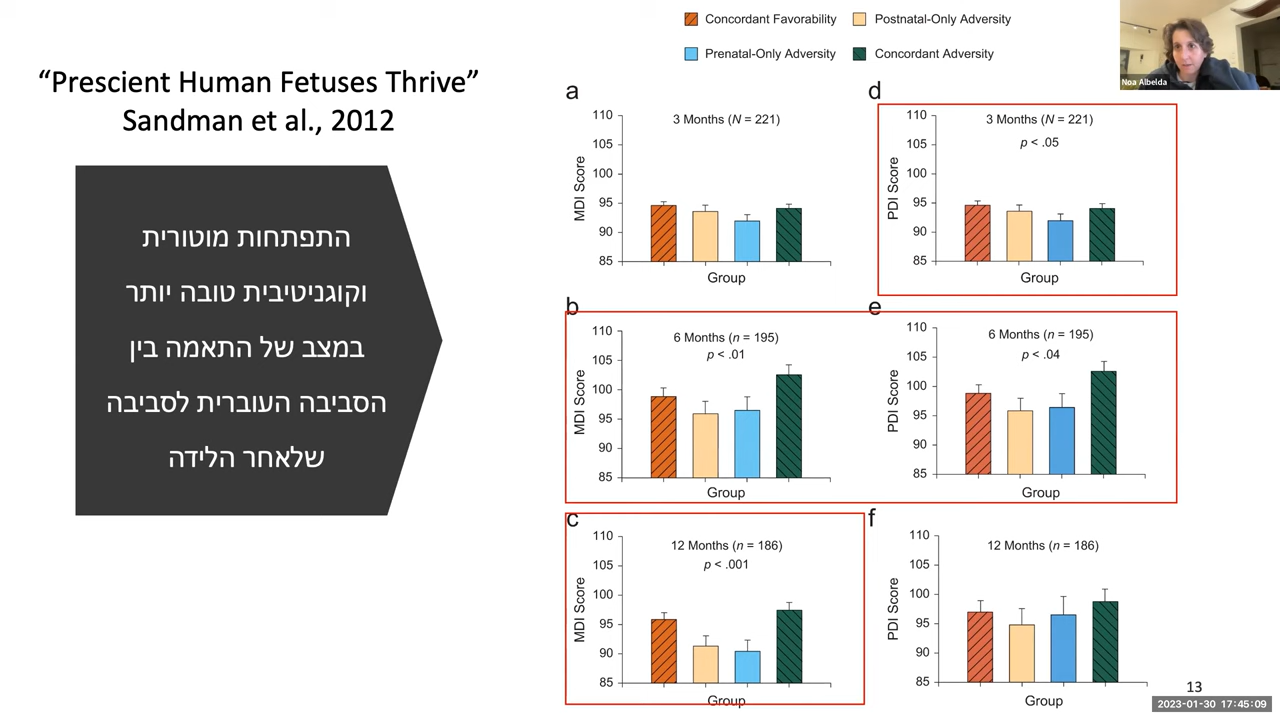 “Prescient Human Fetuses Thrive”
Sandman et al., 2012
התפתחות מוטורית
וקוגניטיבית טובה יותר
במצב של התאמה בין
הסביבה העוברית לסביבה
שלאחר הלידה
Concordant Favorability
Postnatal-Only Adversity
Prenatal-Only Adversity
Concordant Adversity
Noa Albelda
a
3 Months (N = 221)
MDI Score
110
105
100
95
90
85
Group
d
3 Months (N = 221)
p < .05
PDI Score
110
105
100
95
90
85
Group
b
6 Months (n = 195)
p < .01
MDI Score
110
105
100
95
90
85
Group
e
6 Months (n = 195)
p < .04
PDI Score
110
105
100
95
90
85
Group
c
12 Months (n = 186)
p < .001
MDI Score
110
105
100
95
90
85
Group
f
12 Months (n = 186)
PDI Score
110
105
100
95
90
85
Group
13
2023-01-30 17:45:09